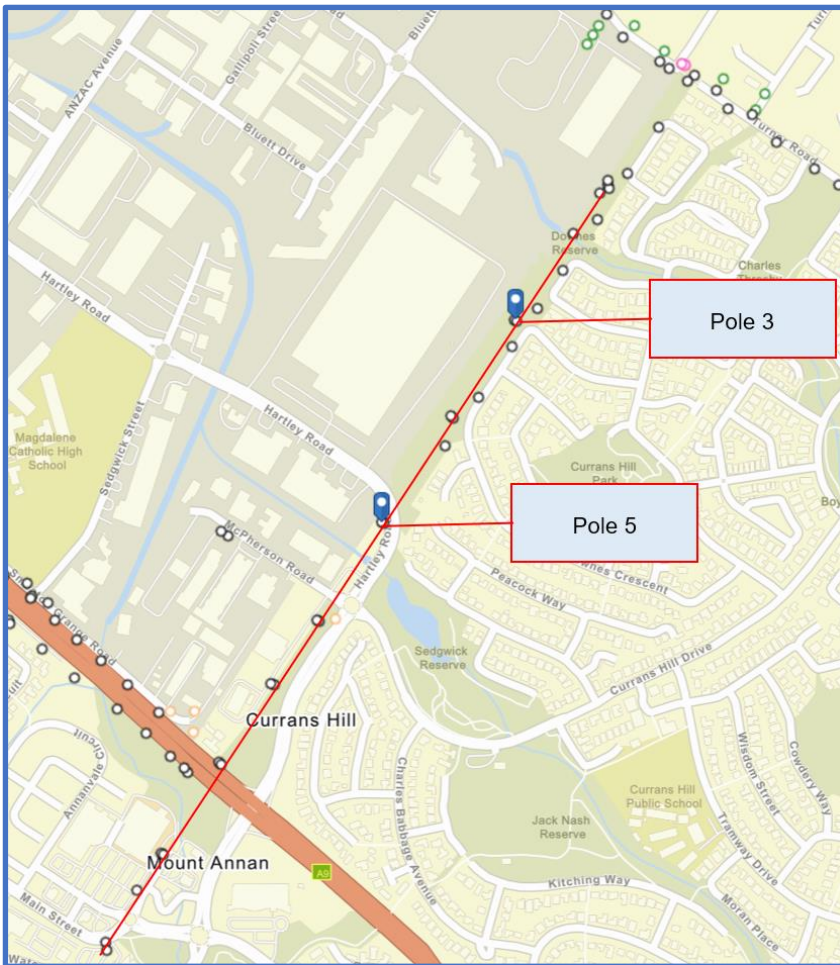 ANZAC Avenue
Gallipoli Street
Bluett
Bluett Drive
Turner Road
Hartley Road
Downes
Reserve
Charles
Pole 3
Sedgwick Street
Hartley Road
Magdalene
Catholic High
School
Currans Hill
Park
McPherson Road
Pole 5
Hartley Road
Peacock Way
Grange Road
Sedgwick
Reserve
Currans Hill Drive
Currans Hill
Annanvale Circuit
Charles Babbage Avenue
Wisdom Street
Cowdery Way
Currans Hill
Public School
Jack Nash
Reserve
Tramway Drive
Mount Annan
A9
Kitching Way
Main Street
Moran Place